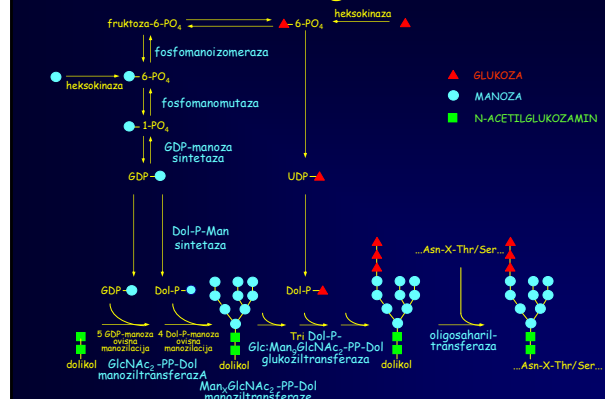 fruktoza-6-PO₄
6-PO₄
heksokinaza
fosfomanoizomeraza
heksokinaza
6-PO₄
GLUKOZA
MANOZA
N-ACETILGLUKOZAMIN
fosfomanomutaza
1-PO₄
GDP-manoza
sintetaza
GDP
UDP
Dol-P-Man
sintetaza
...Asn-X-Thr/Ser...
GDP
Dol-P
Dol-P
5 GDP-manoza
ovisna
manozilacija
4 Dol-P-manoza
ovisna
manozilacija
Tri Dol-P-
Glc:Man₉GlcNAc₂-PP-Dol
glukoziltransferaza
oligosaharil-
transferaza
dolikol
GlcNAc₂-PP-Dol
manoziltransferazA
dolikol
dolikol
...Asn-X-Thr/Ser...
ManₓGlcNAc₂-PP-Dol
manoziltransferaze